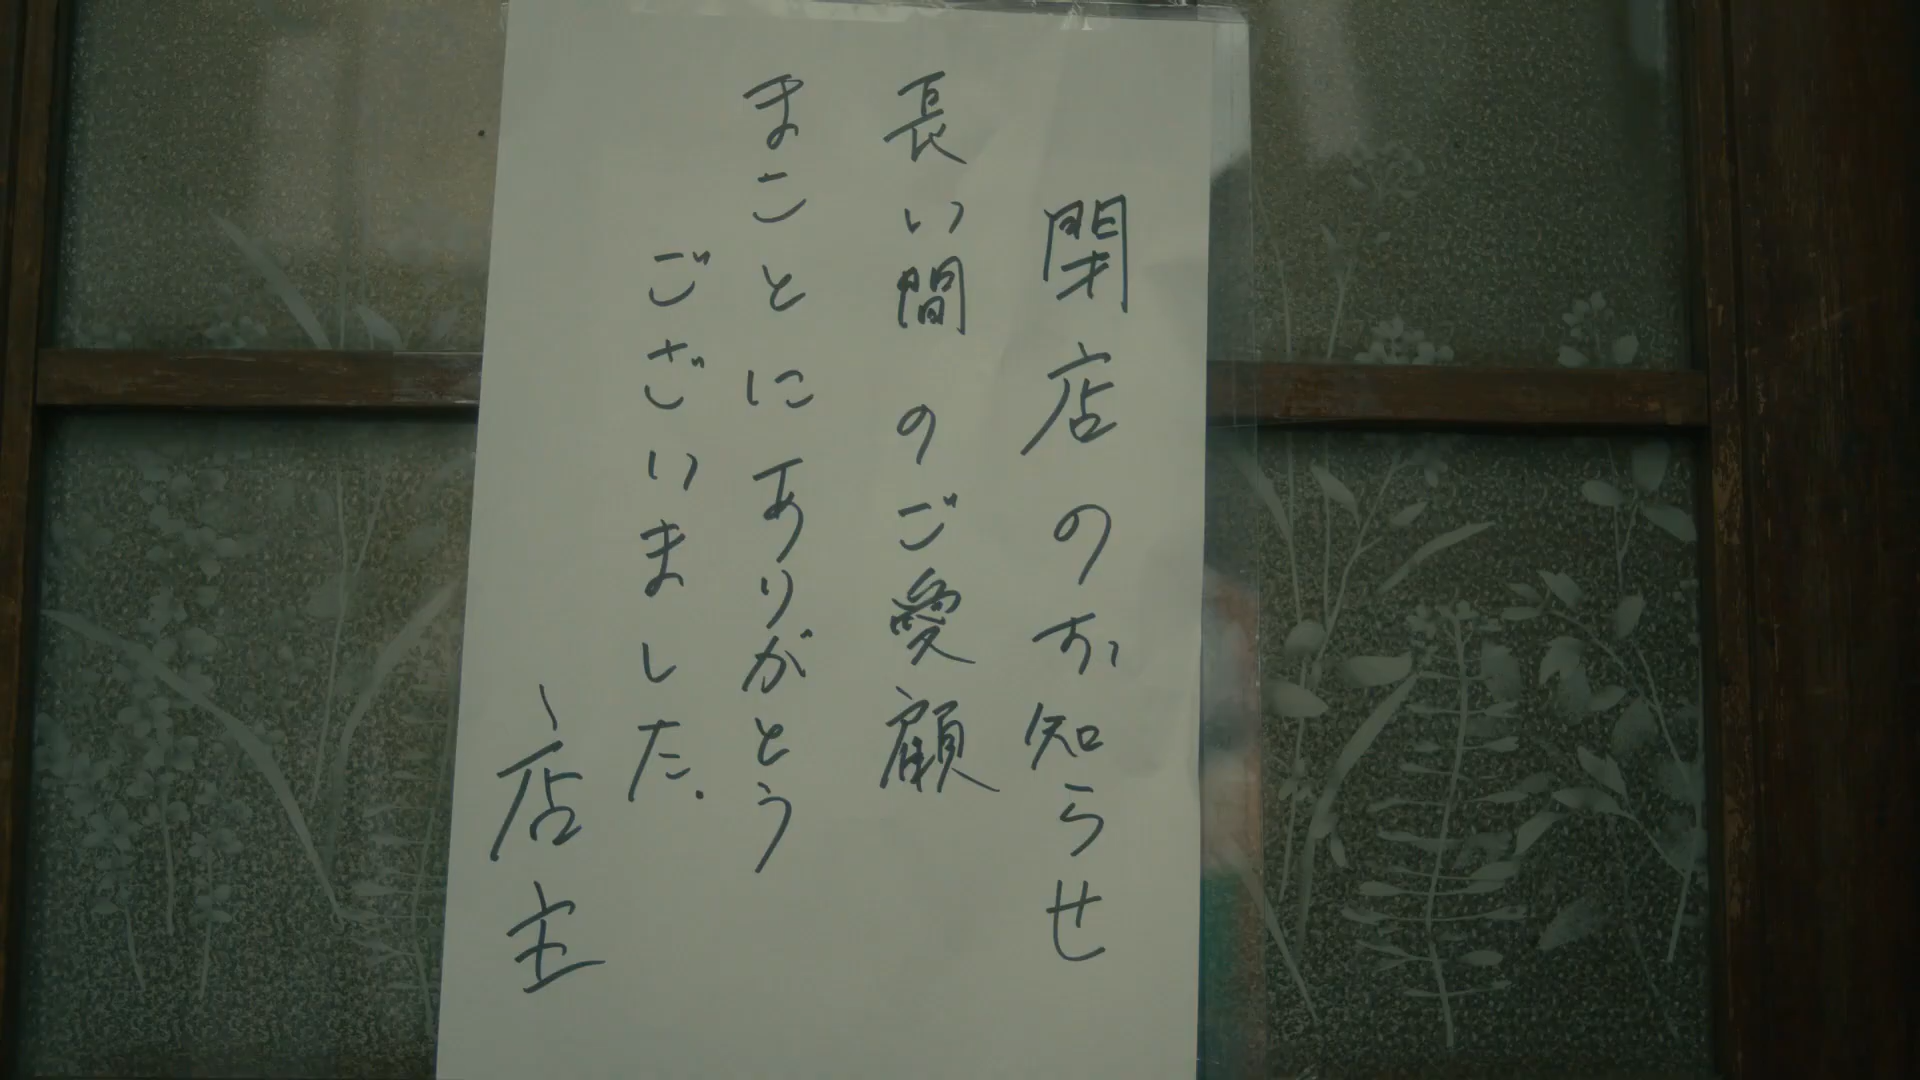 閉店のお知らせ
長い間のご愛顧
まことにありがとう
ございました.
店主